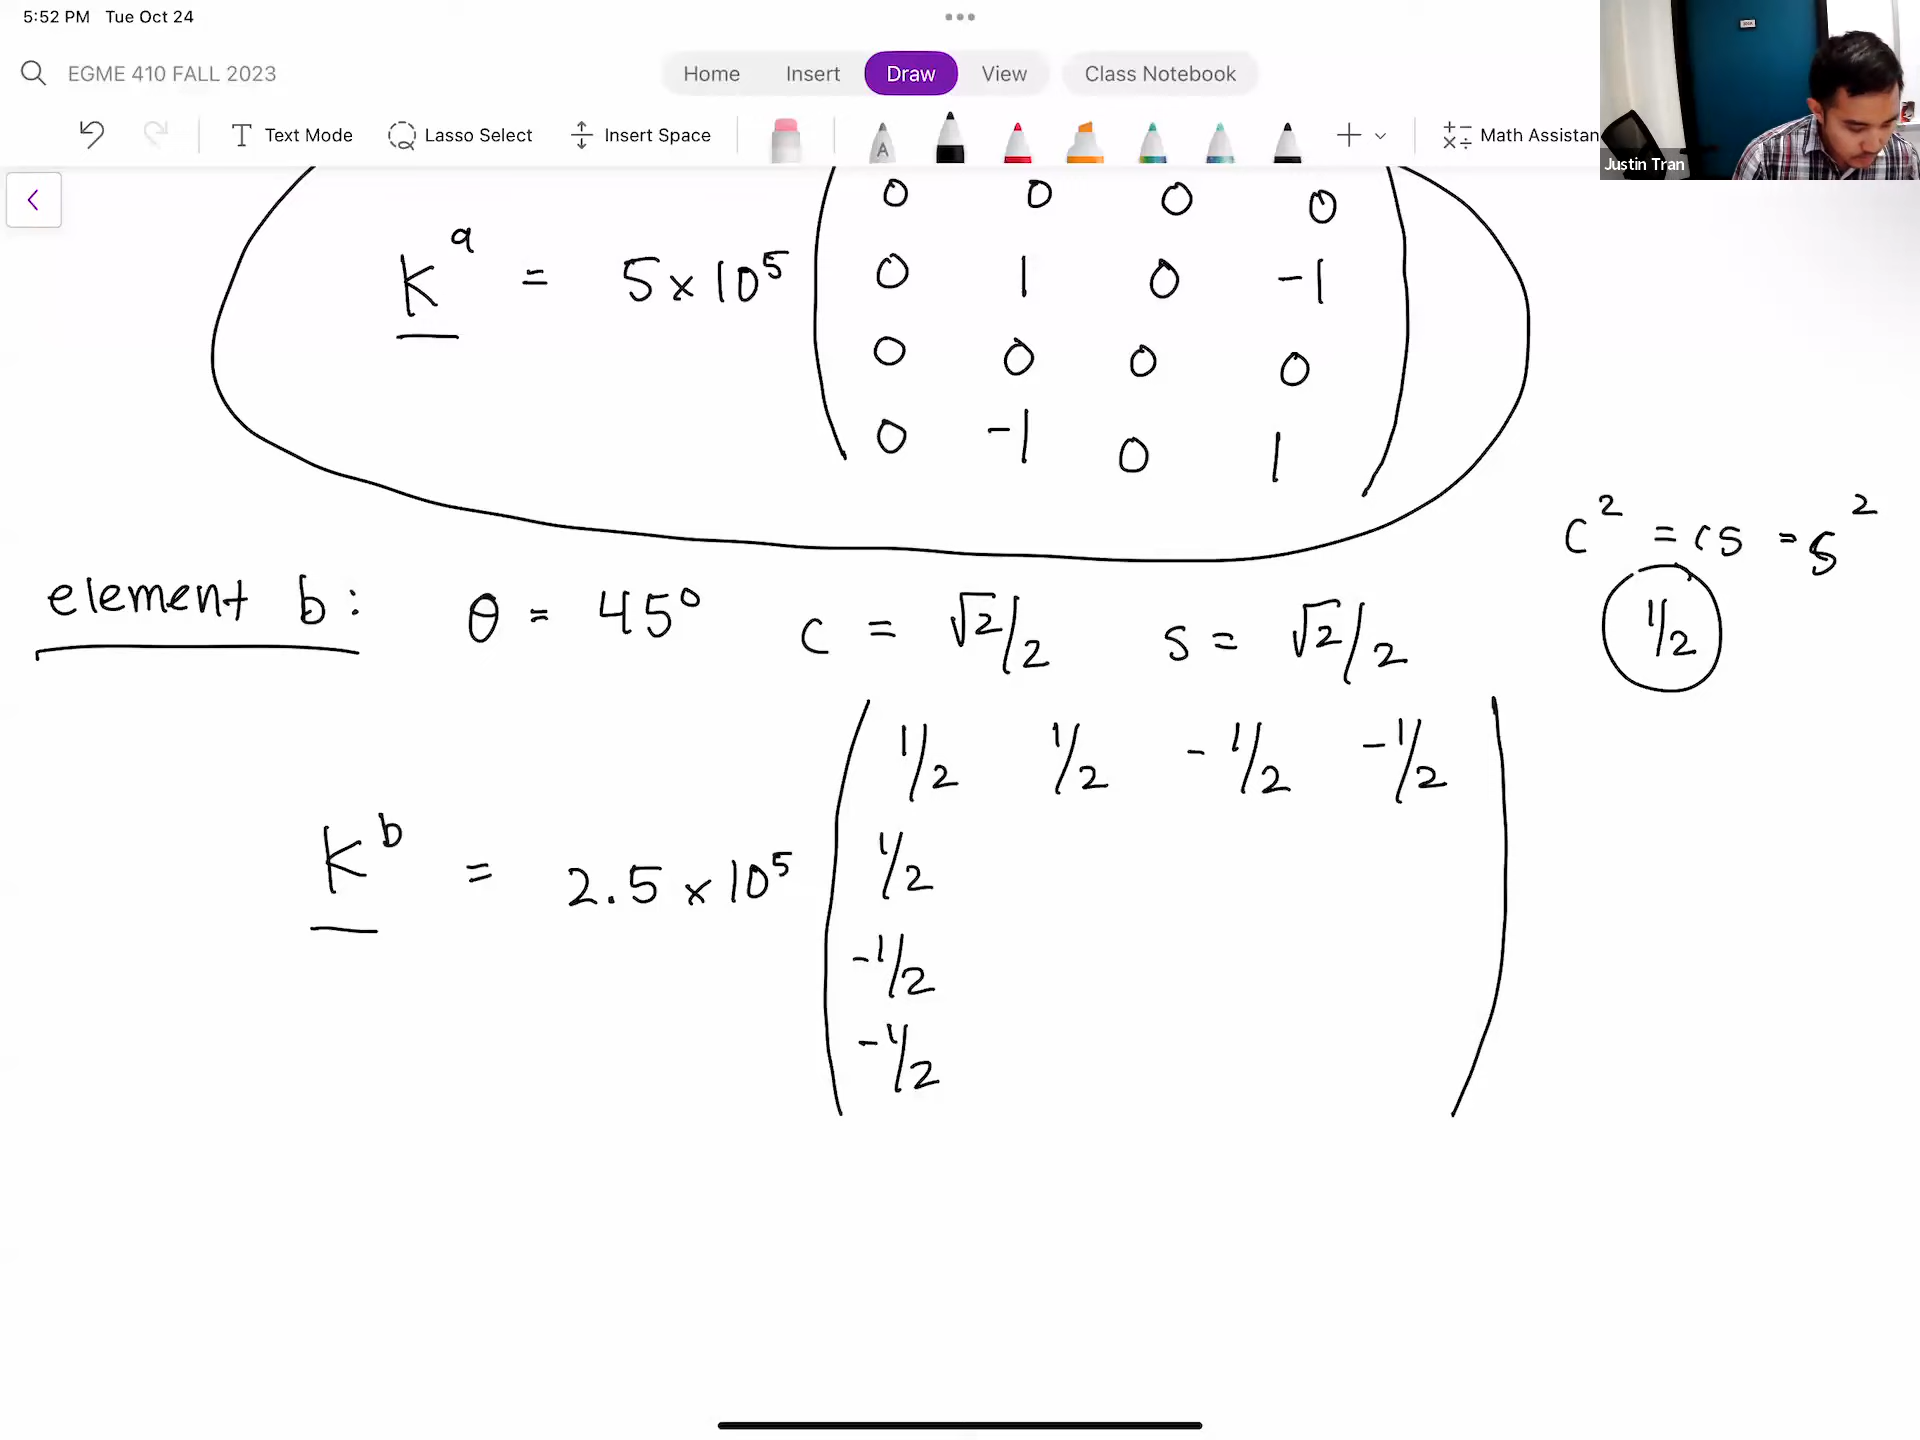 5:52 PM Tue Oct 24
EGME 410 FALL 2023
Home Insert Draw View Class Notebook
Text Mode Lasso Select Insert Space A Math Assistan
Justin Tran
0 0 0 0
K^a = 5 x 10^5 0 1 0 -1
0 0 0 0
0 -1 0 1
c^2 = cs = s^2
1/2
element b: θ = 45° c = √2/2 s = √2/2
1/2 1/2 -1/2 -1/2
K^b = 2.5 x 10^5 1/2
-1/2
-1/2